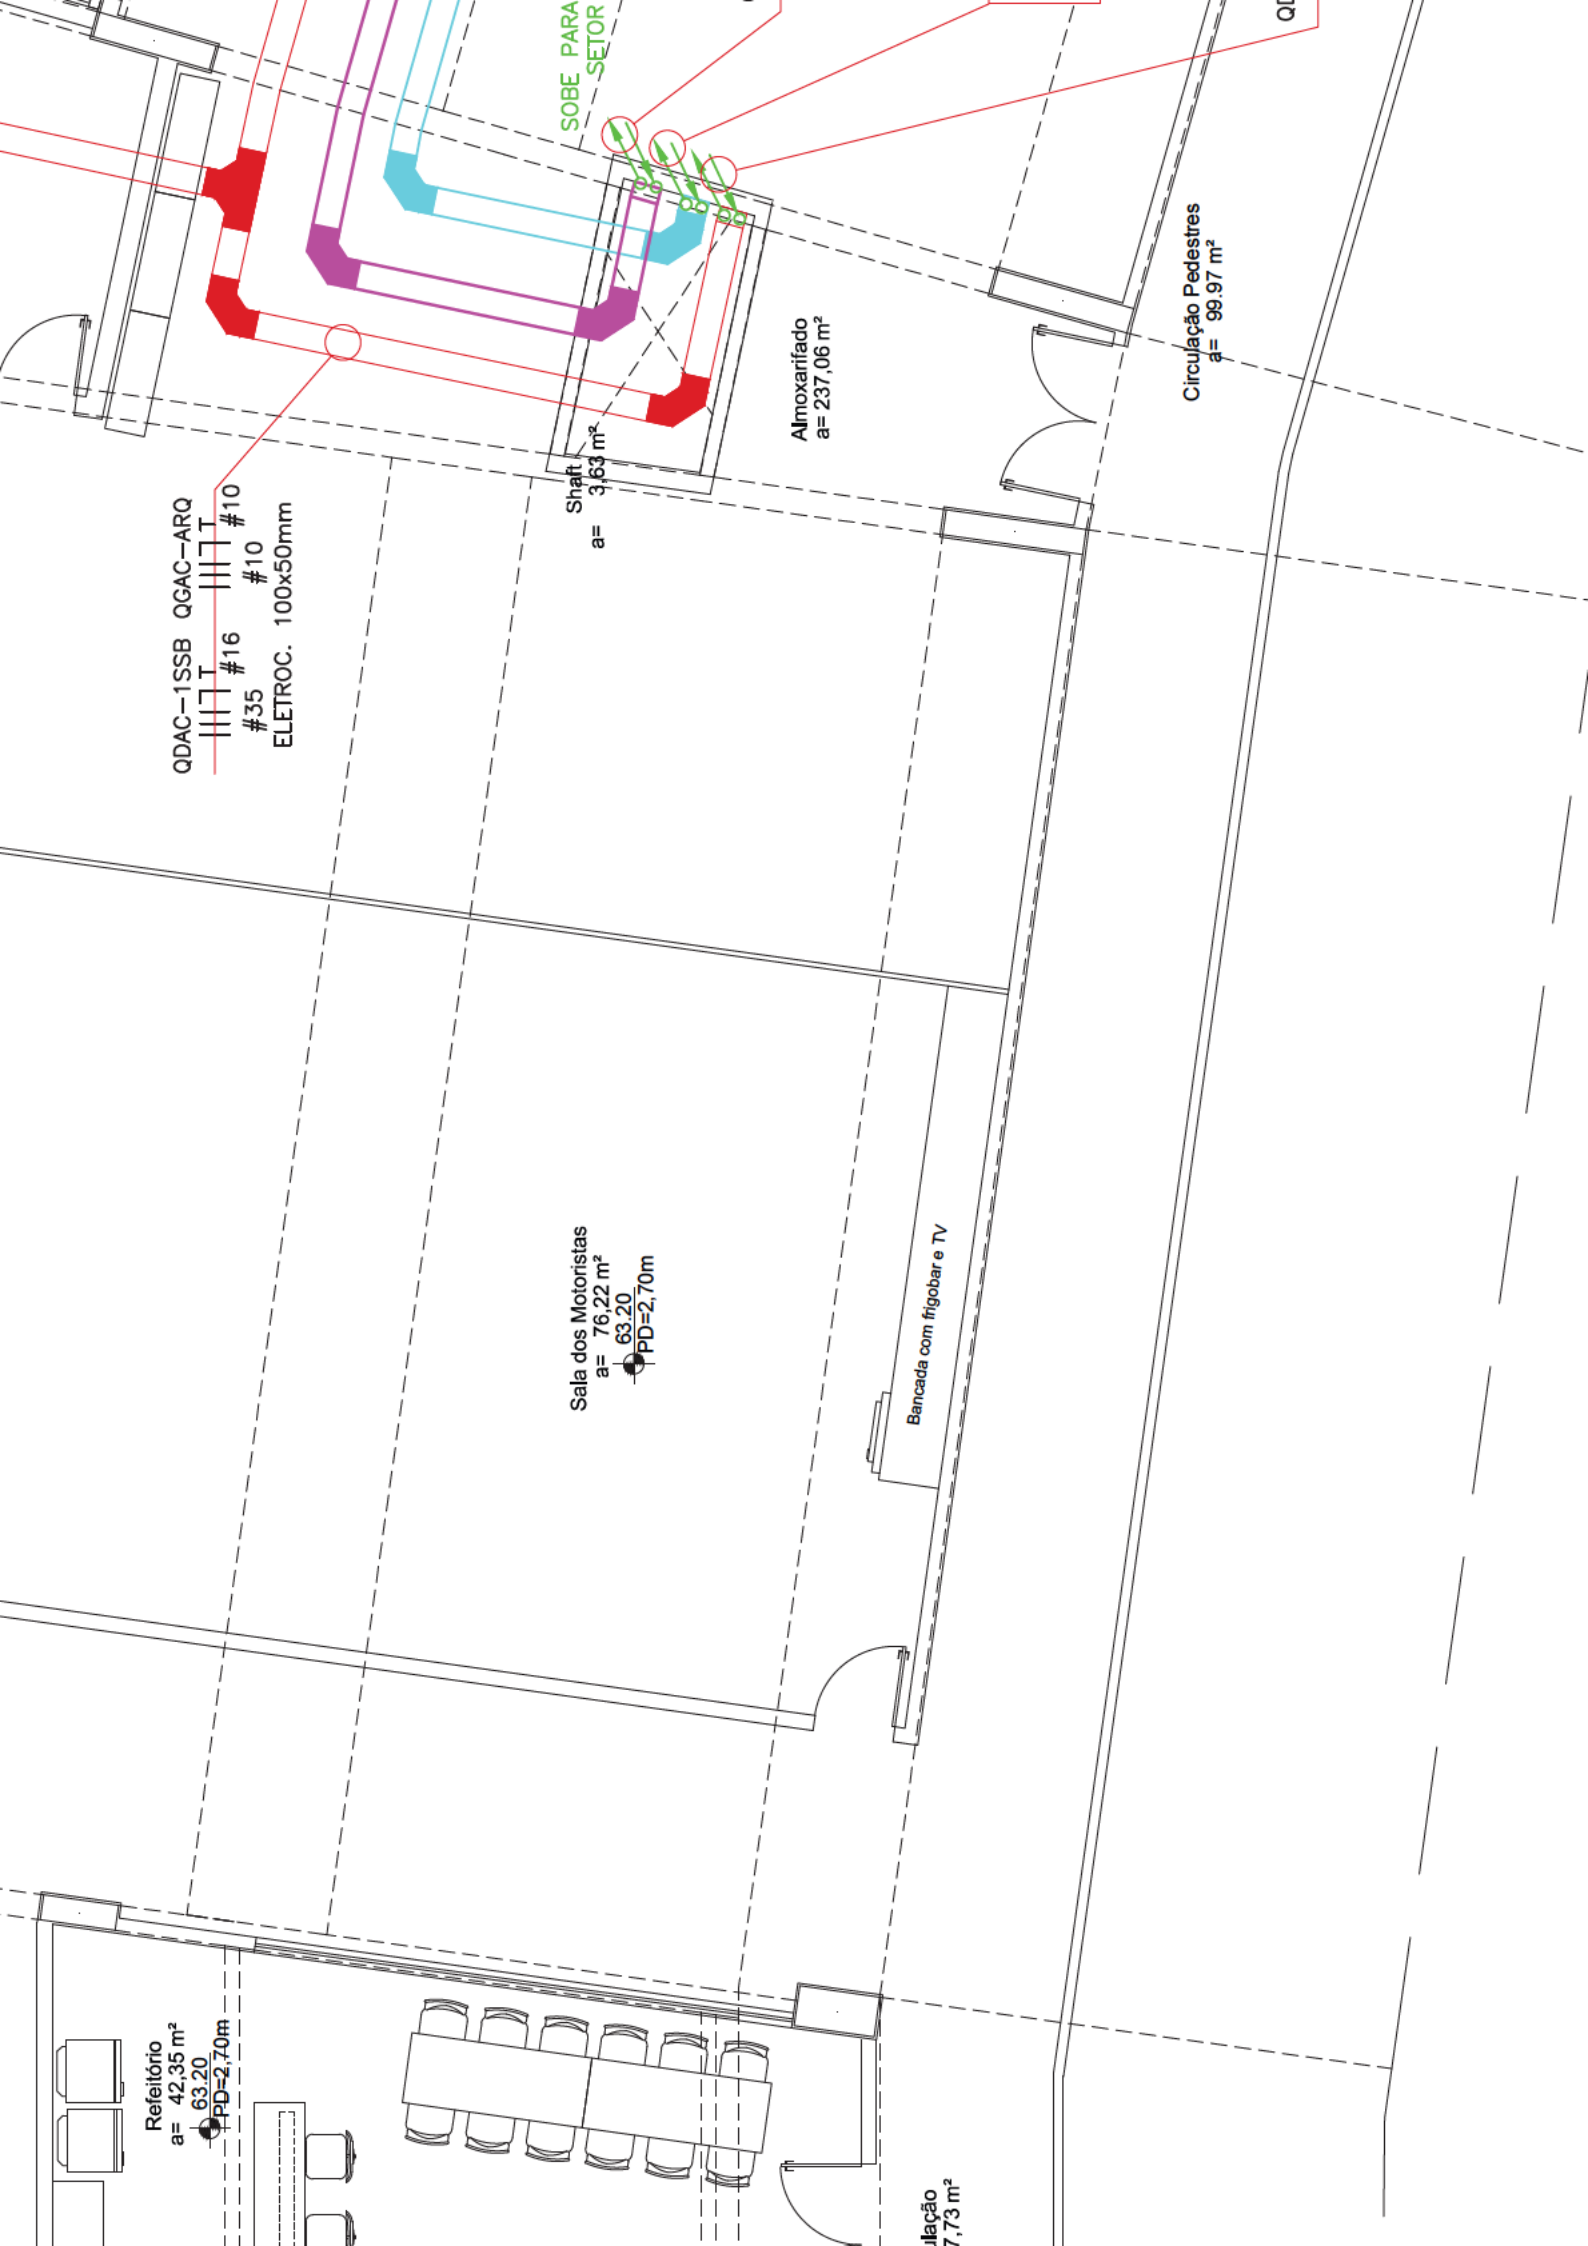 SOBE PARA
SETOR
QD
Circulação Pedestres
a= 99.97 m²
Almoxarifado
a= 237,06 m²
Shaft
a= 3,63 m²
QDAC-1SSB QGAC-ARQ
#16 #10
#35 #10
ELETROC. 100x50mm
Sala dos Motoristas
a= 76,22 m²
63.20
PD=2,70m
Bancada com frigobar e TV
Refeitório
a= 42,35 m²
63.20
PD=2,70m
ulação
7,73 m²